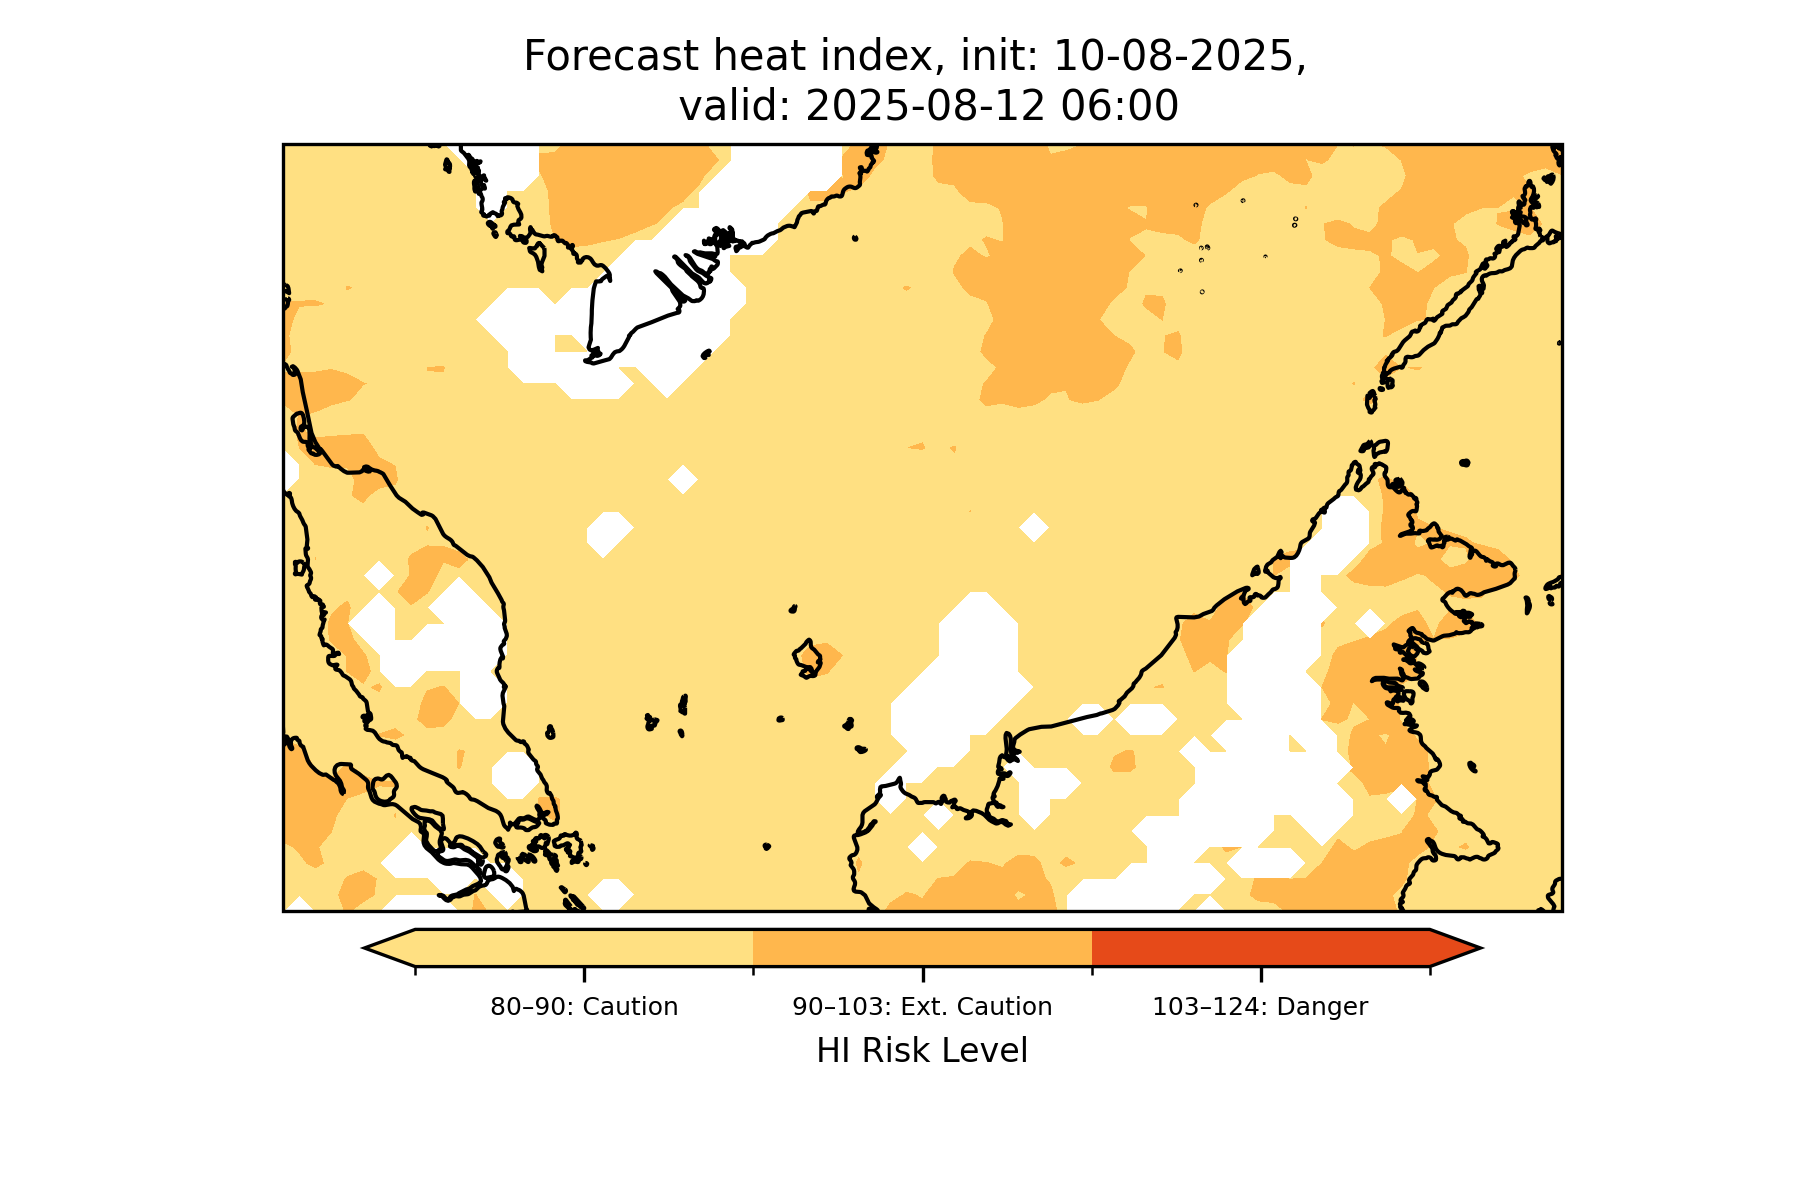 Forecast heat index, init: 10-08-2025,
valid: 2025-08-12 06:00
80–90: Caution
90–103: Ext. Caution
103–124: Danger
HI Risk Level